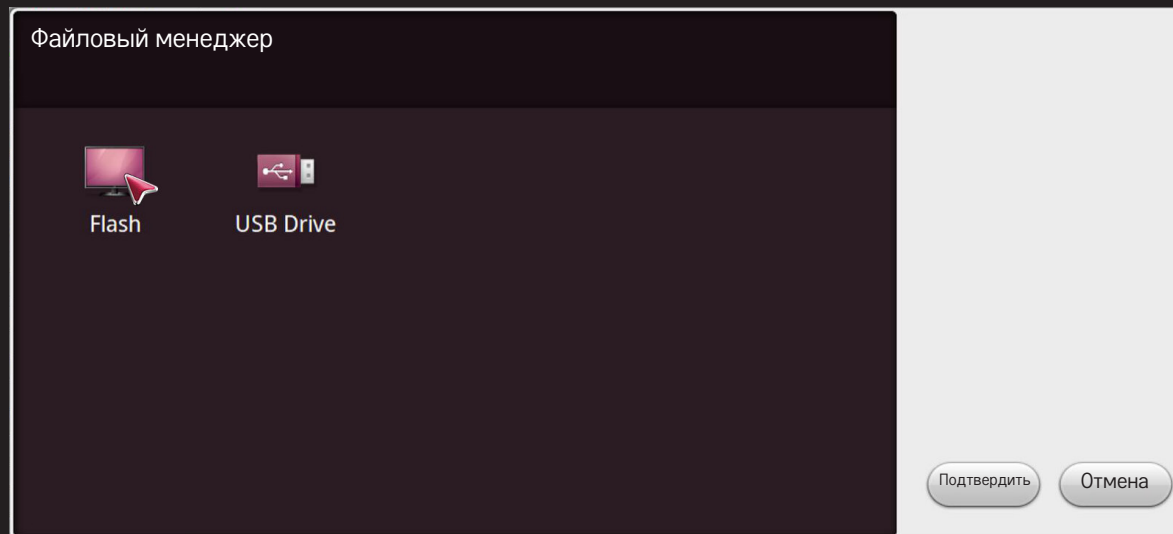 Файловый менеджер
Flash
USB Drive
Подтвердить
Отмена